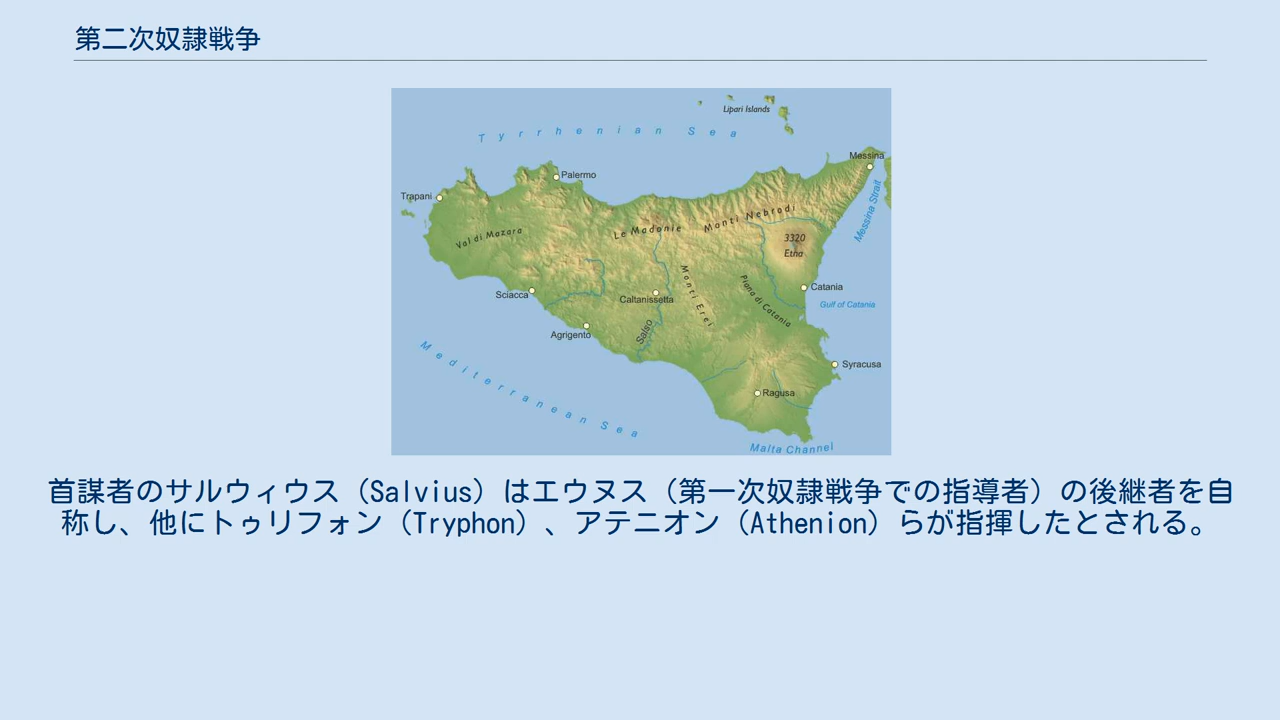 第二次奴隷戦争
Lipari Islands
Tyrrhenian Sea
Messina
Palermo
Trapani
Messina Strait
Monti Nebrodi
Le Madonie
Val di Mazara
3320
Etna
Monti Erei
Piana di Catania
Catania
Sciacca
Caltanissetta
Gulf of Catania
Salso
Agrigento
Mediterranean Sea
Syracusa
Ragusa
Malta Channel
首謀者のサルウィウス（Salvius）はエウヌス（第一次奴隷戦争での指導者）の後継者を自
称し、他にトゥリフォン（Tryphon）、アテニオン（Athenion）らが指揮したとされる。